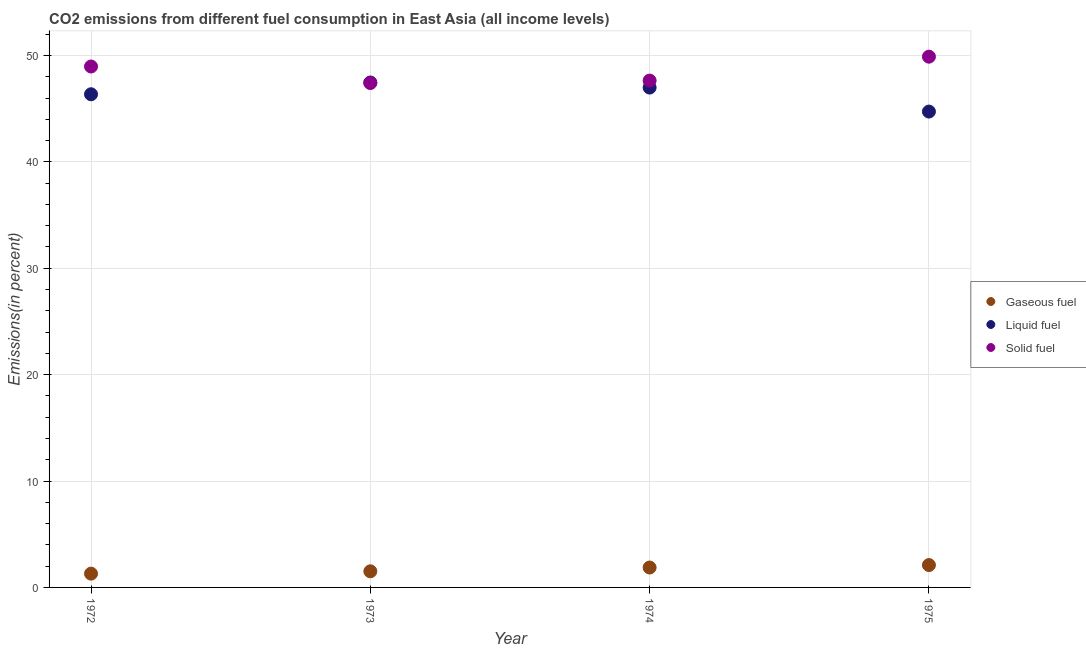 CO2 emissions from different fuel consumption in East Asia (all income levels)
Emissions(in percent)
50
40
30
20
10
0
1972
1973
1974
1975
Year
Gaseous fuel
Liquid fuel
Solid fuel